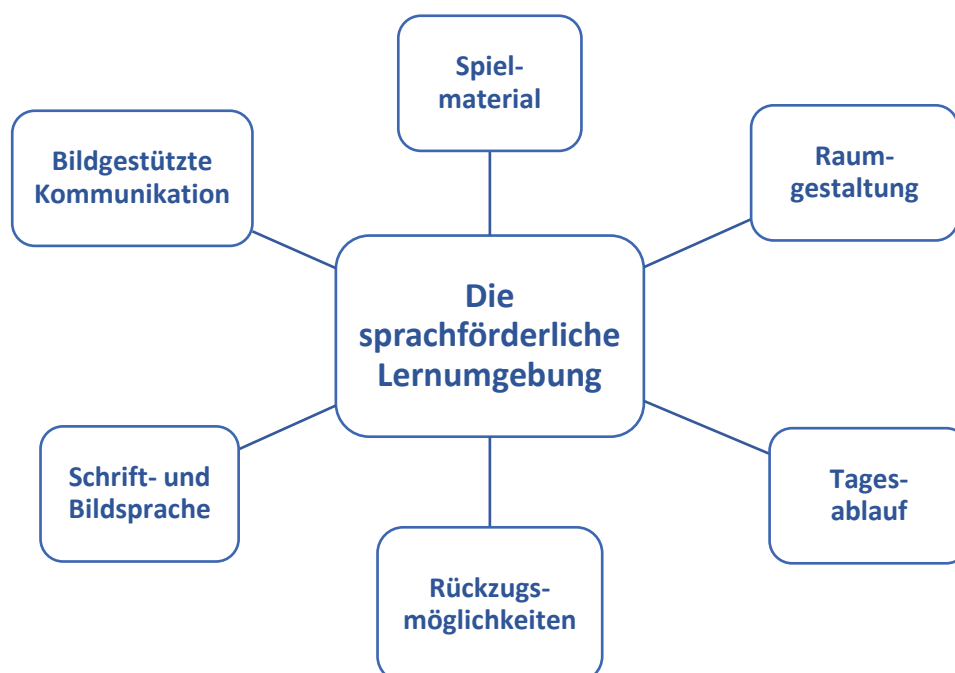 Spiel-
material
Bildgestützte
Kommunikation
Raum-
gestaltung
Die
sprachförderliche
Lernumgebung
Schrift- und
Bildsprache
Tages-
ablauf
Rückzugs-
möglichkeiten